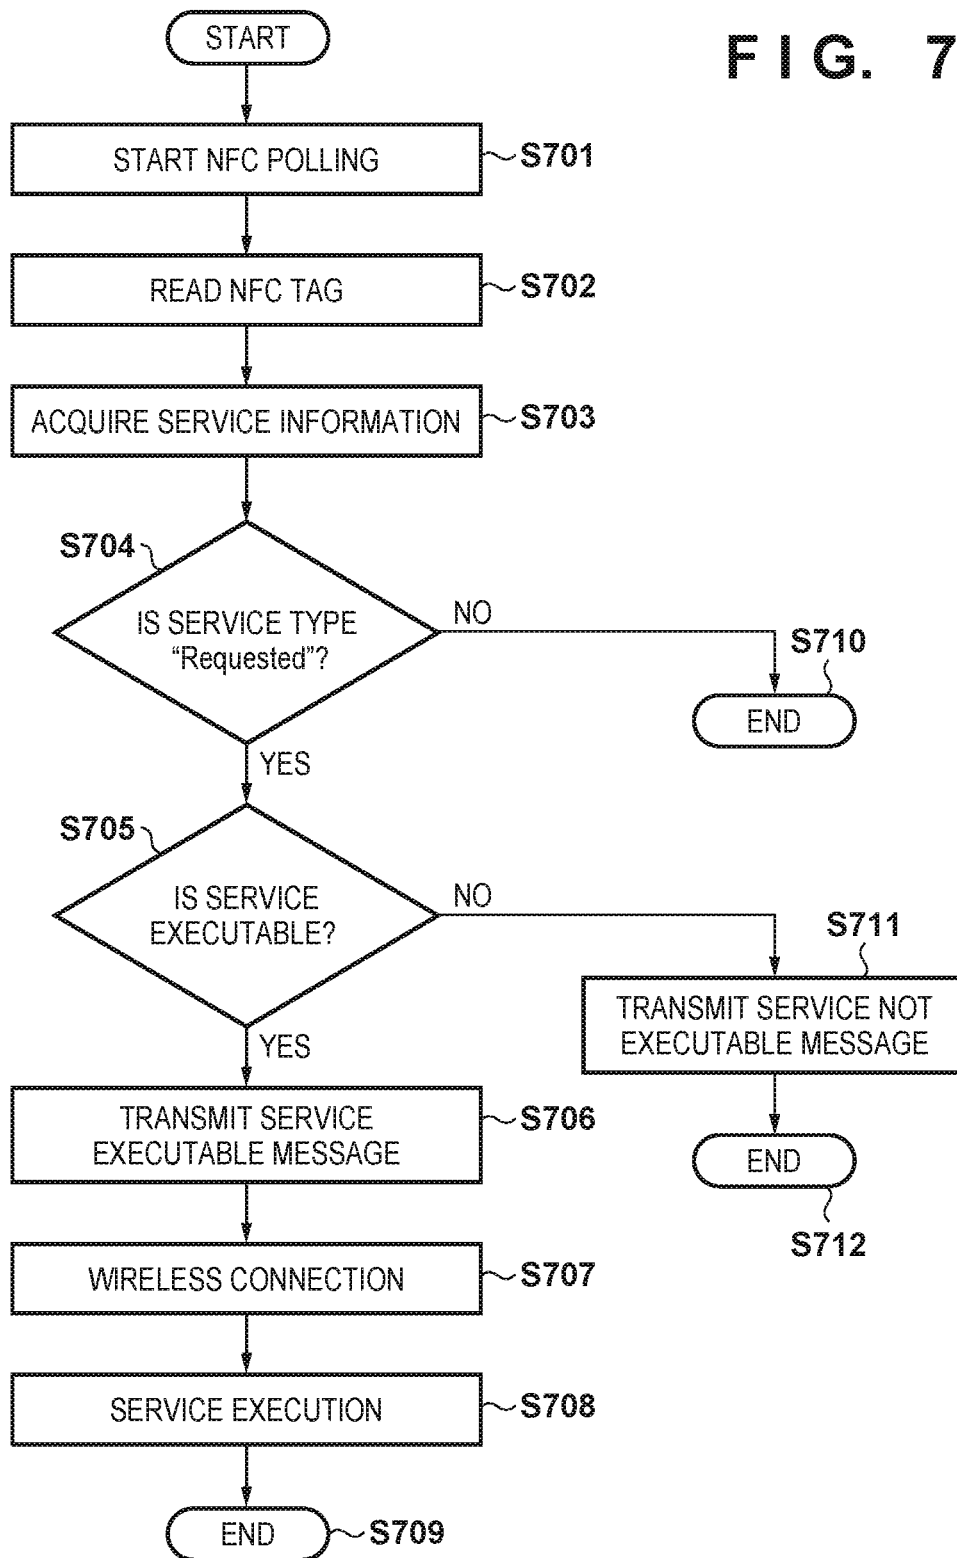 FIG. 7
START
START NFC POLLING
S701
READ NFC TAG
S702
ACQUIRE SERVICE INFORMATION
S703
S704
IS SERVICE TYPE
"Requested"?
NO
S710
END
YES
S705
IS SERVICE
EXECUTABLE?
NO
S711
TRANSMIT SERVICE NOT
EXECUTABLE MESSAGE
YES
TRANSMIT SERVICE
EXECUTABLE MESSAGE
S706
END
S712
WIRELESS CONNECTION
S707
SERVICE EXECUTION
S708
END
S709